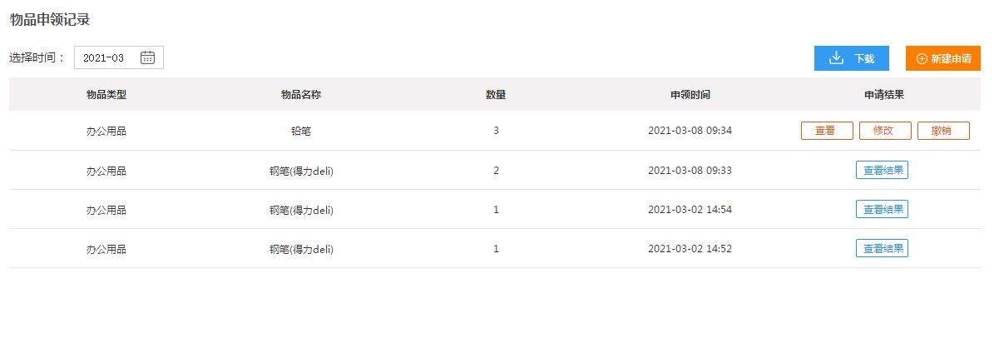 物品申领记录
选择时间： 2021-03 下载 新建申请
物品类型 物品名称 数量 申领时间 申请结果
办公用品 铅笔 3 2021-03-08 09:34 查看 修改 撤销
办公用品 钢笔(得力deli) 2 2021-03-08 09:33 查看结果
办公用品 钢笔(得力deli) 1 2021-03-02 14:54 查看结果
办公用品 钢笔(得力deli) 1 2021-03-02 14:52 查看结果